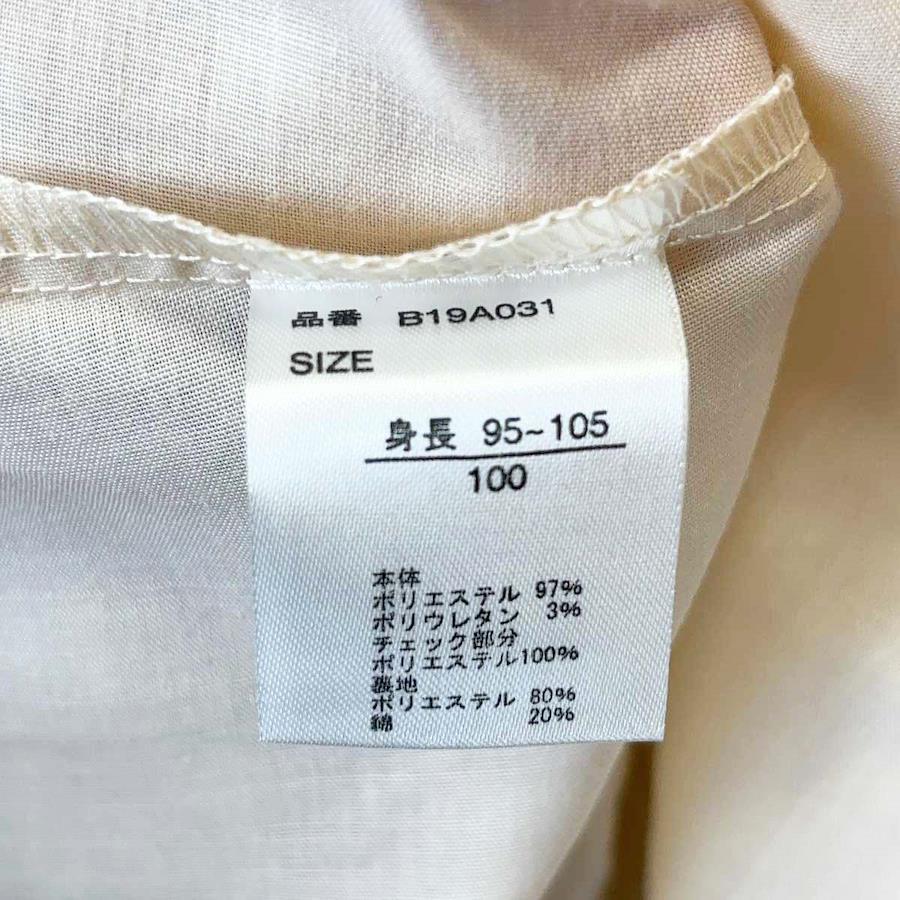 品番 B19A031
SIZE
身長 95~105
100
本体
ポリエステル 97%
ポリウレタン 3%
チェック部分
ポリエステル100%
裏地
ポリエステル 80%
綿 20%